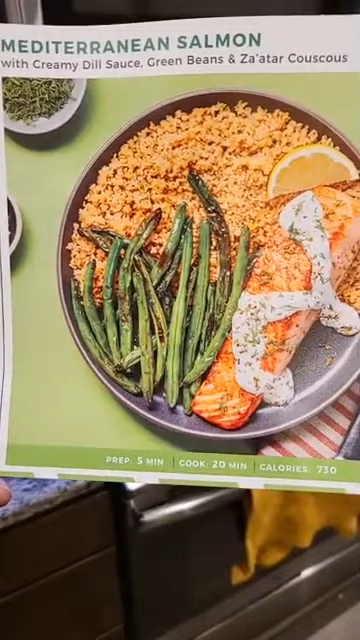 MEDITERRANEAN SALMON
with Creamy Dill Sauce, Green Beans & Za'atar Couscous
PREP: 5 MIN | COOK: 20 MIN | CALORIES: 730